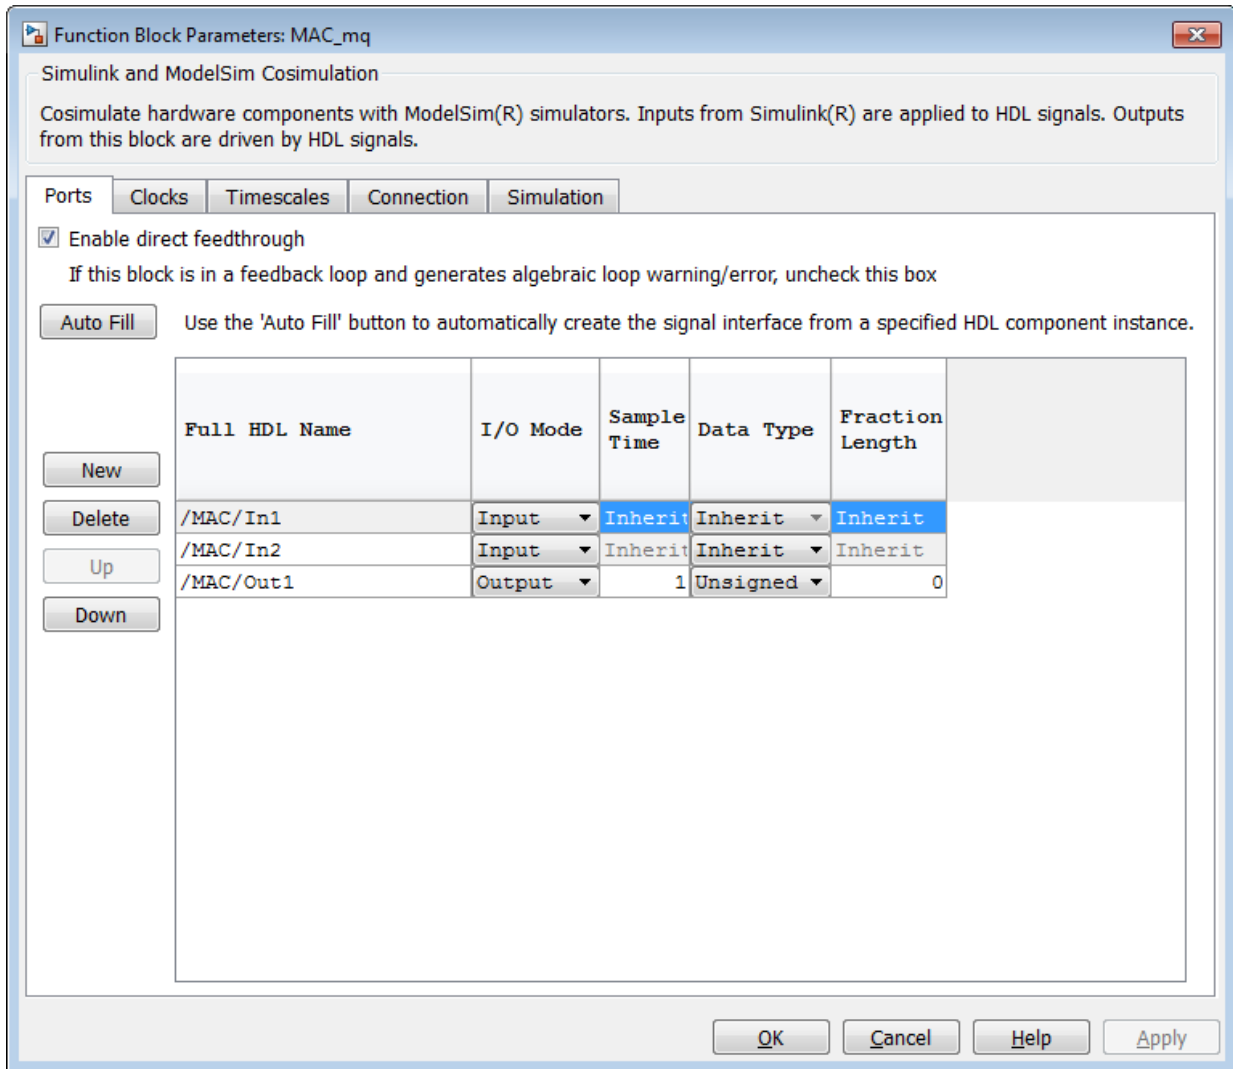 Function Block Parameters: MAC_mq
Simulink and ModelSim Cosimulation
Cosimulate hardware components with ModelSim(R) simulators. Inputs from Simulink(R) are applied to HDL signals. Outputs
from this block are driven by HDL signals.
Ports Clocks Timescales Connection Simulation
Enable direct feedthrough
If this block is in a feedback loop and generates algebraic loop warning/error, uncheck this box
Auto Fill Use the 'Auto Fill' button to automatically create the signal interface from a specified HDL component instance.
Full HDL Name I/O Mode Sample Time Data Type Fraction Length
New
Delete /MAC/In1 Input Inherit Inherit Inherit
/MAC/In2 Input Inherit Inherit Inherit
Up
/MAC/Out1 Output 1 Unsigned 0
Down
OK Cancel Help Apply